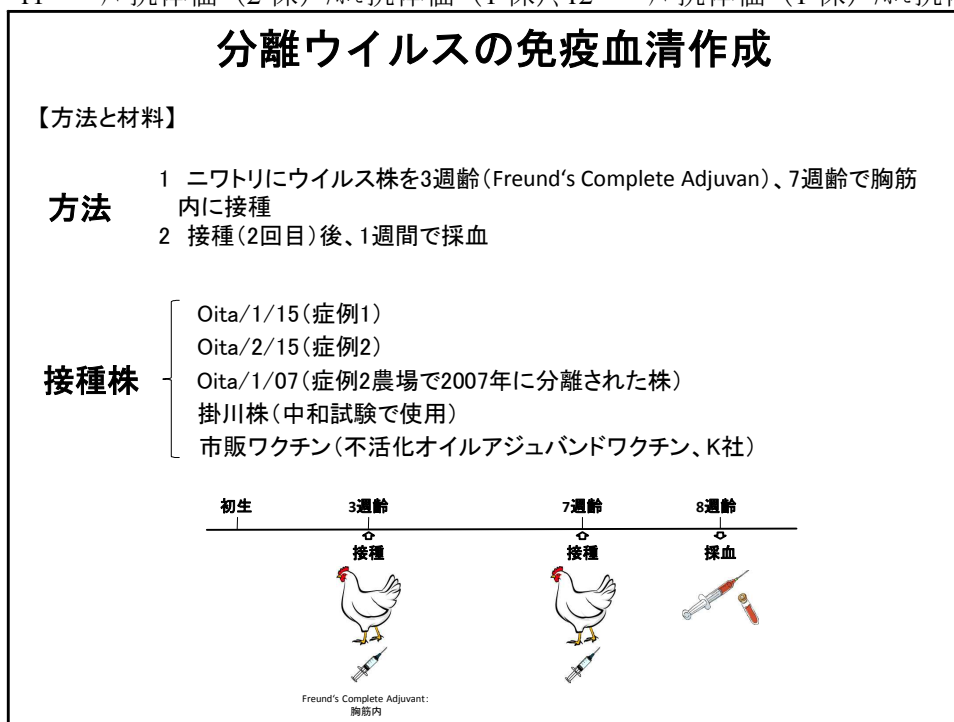 分離ウイルスの免疫血清作成
【方法と材料】
方法
1 ニワトリにウイルス株を3週齢(Freund's Complete Adjuvan)、7週齢で胸筋
内に接種
2 接種(2回目)後、1週間で採血
接種株
Oita/1/15(症例1)
Oita/2/15(症例2)
Oita/1/07(症例2農場で2007年に分離された株)
掛川株(中和試験で使用)
市販ワクチン(不活化オイルアジュバンドワクチン、K社)
初生 3週齢 7週齢 8週齢
接種 接種 採血
Freund's Complete Adjuvant:
胸筋内